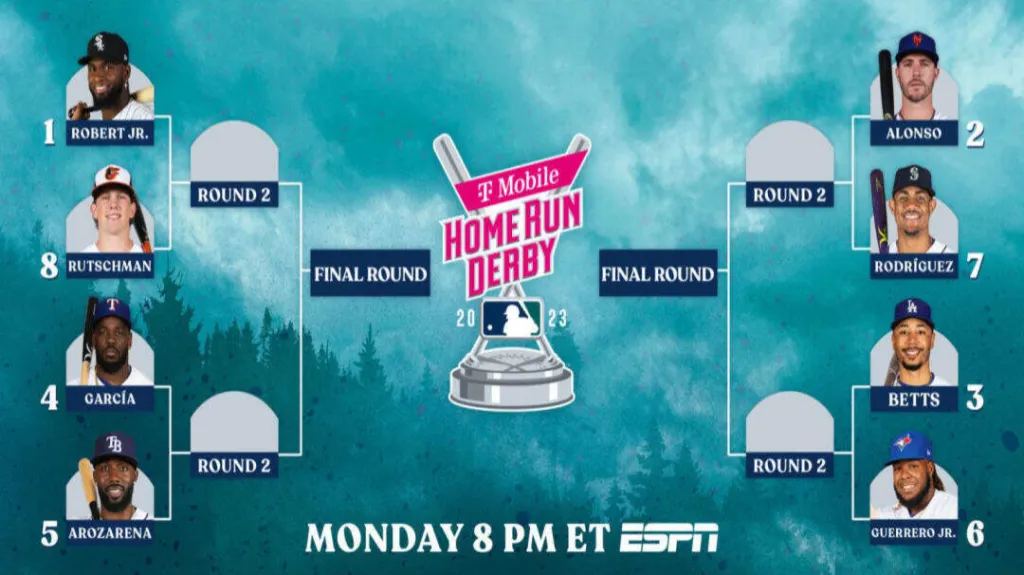 1
ROBERT JR.
8
RUTSCHMAN
4
GARCÍA
5
AROZARENA
ROUND 2
ROUND 2
FINAL ROUND
T Mobile
HOME RUN
DERBY
20 23
FINAL ROUND
ROUND 2
ROUND 2
ALONSO
2
RODRÍGUEZ
7
BETTS
3
GUERRERO JR.
6
MONDAY 8 PM ET ESPN